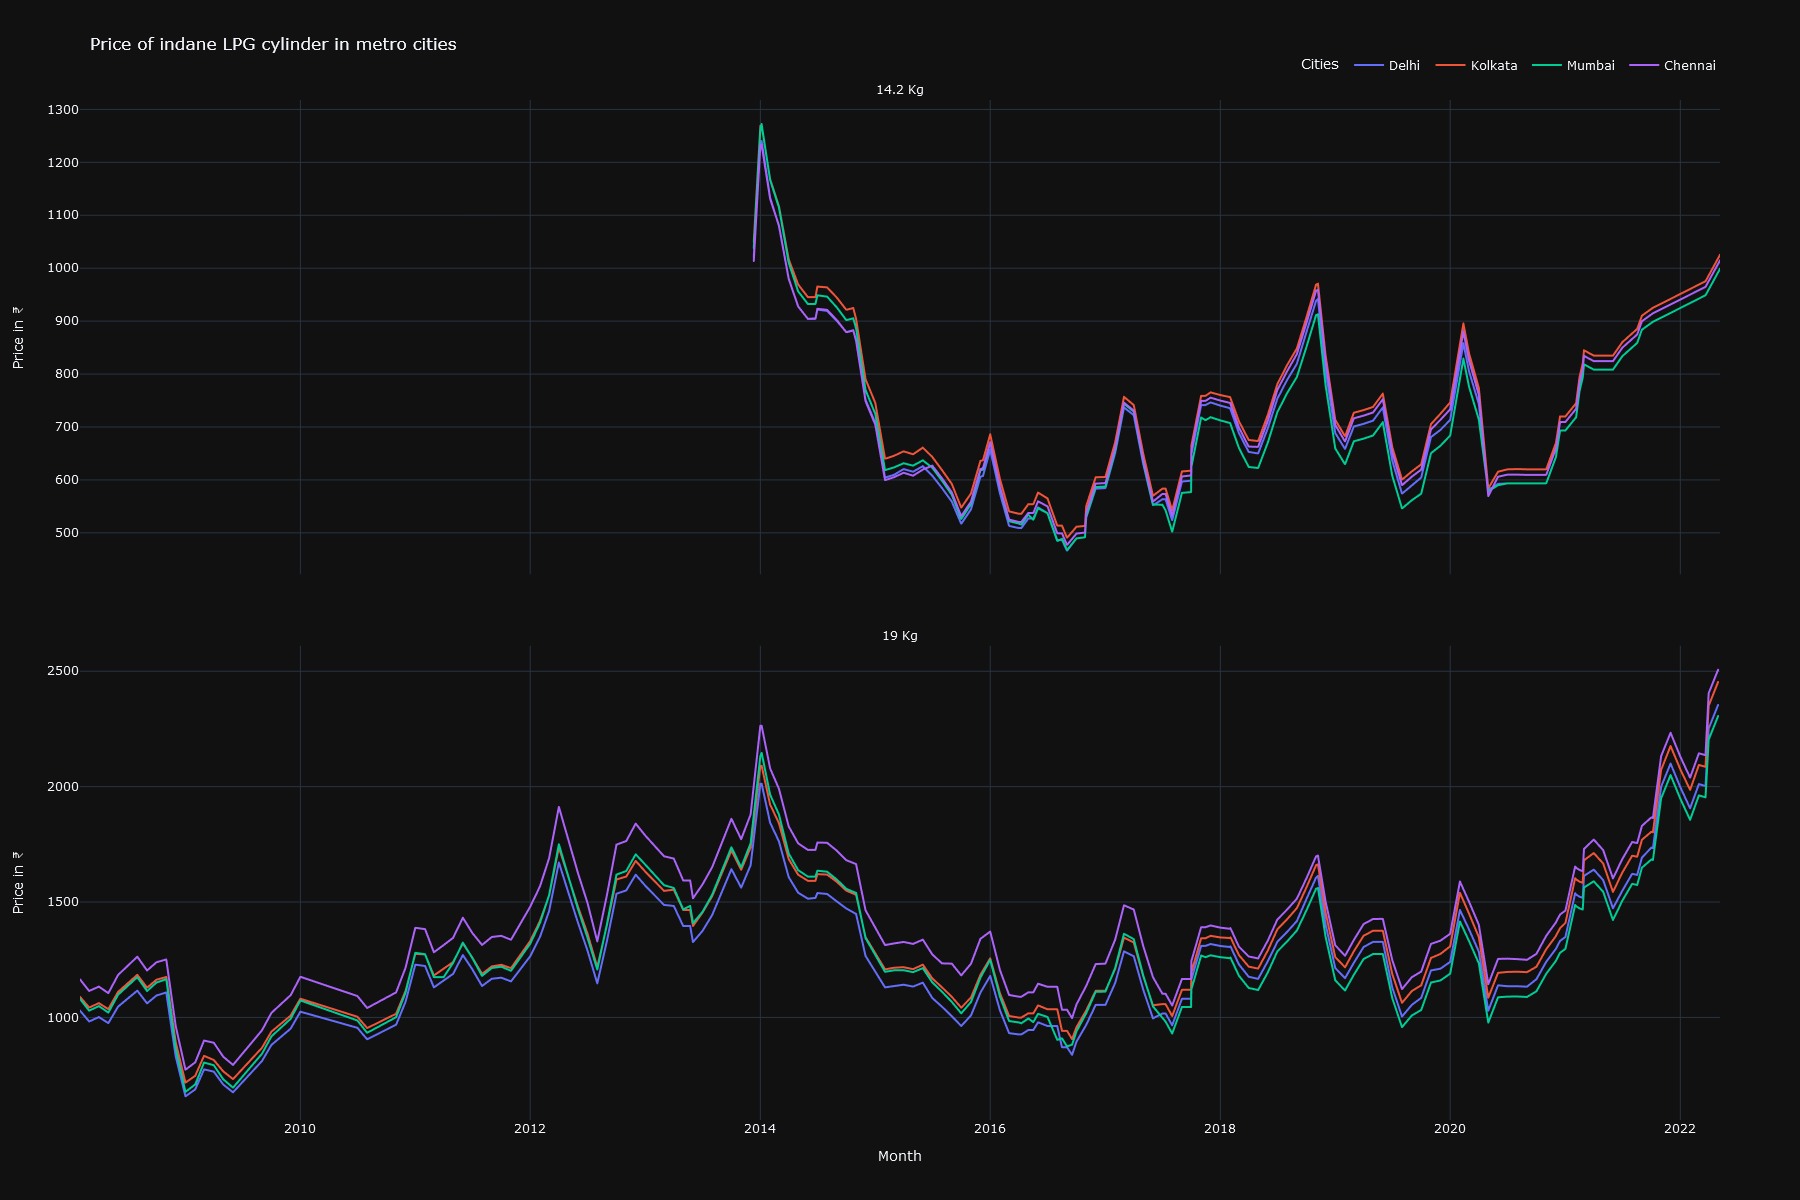 Price of indane LPG cylinder in metro cities
Cities Delhi Kolkata Mumbai Chennai
14.2 Kg
1300
1200
1100
1000
900
800
700
600
500
Price in ₹
19 Kg
2500
2000
1500
1000
Price in ₹
2010 2012 2014 2016 2018 2020 2022
Month